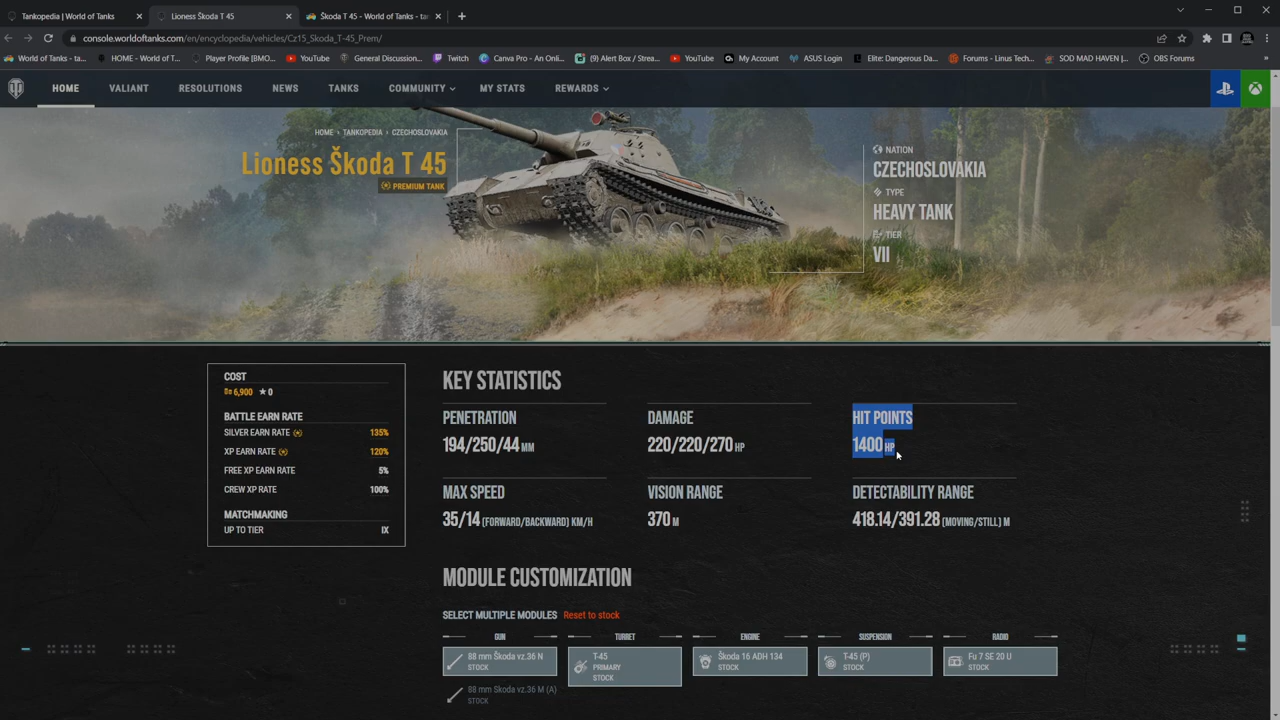 Tankopedia | World of Tanks
Lioness Škoda T 45
Škoda T 45 - World of Tanks - tan
console.worldoftanks.com/en/encyclopedia/vehicles/Cz15_Skoda_T-45_Prem/
World of Tanks - ta...
HOME - World of T...
Player Profile [BMO...
YouTube
General Discussion...
Twitch
Canva Pro - An Onli...
(9) Alert Box / Strea...
YouTube
My Account
ASUS Login
Elite: Dangerous Da...
Forums - Linus Tech...
SOD MAD HAVEN |...
OBS Forums
»
HOME
VALIANT
RESOLUTIONS
NEWS
TANKS
COMMUNITY
MY STATS
REWARDS
HOME › TANKOPEDIA › CZECHOSLOVAKIA
Lioness Škoda T 45
PREMIUM TANK
NATION
CZECHOSLOVAKIA
TYPE
HEAVY TANK
TIER
VII
COST
6,900 ★ 0
BATTLE EARN RATE
SILVER EARN RATE 135%
XP EARN RATE 120%
FREE XP EARN RATE 5%
CREW XP RATE 100%
MATCHMAKING
UP TO TIER IX
KEY STATISTICS
PENETRATION
194/250/44 MM
DAMAGE
220/220/270 HP
HIT POINTS
1400 HP
MAX SPEED
35/14 (FORWARD/BACKWARD) KM/H
VISION RANGE
370 M
DETECTABILITY RANGE
418.14/391.28 (MOVING/STILL) M
MODULE CUSTOMIZATION
SELECT MULTIPLE MODULES Reset to stock
GUN
88 mm Škoda vz.36 N
STOCK
88 mm Škoda vz.36 M (A)
STOCK
TURRET
T-45
PRIMARY
STOCK
ENGINE
Škoda 16 ADH 134
STOCK
SUSPENSION
T-45 (P)
STOCK
RADIO
Fu 7 SE 20 U
STOCK